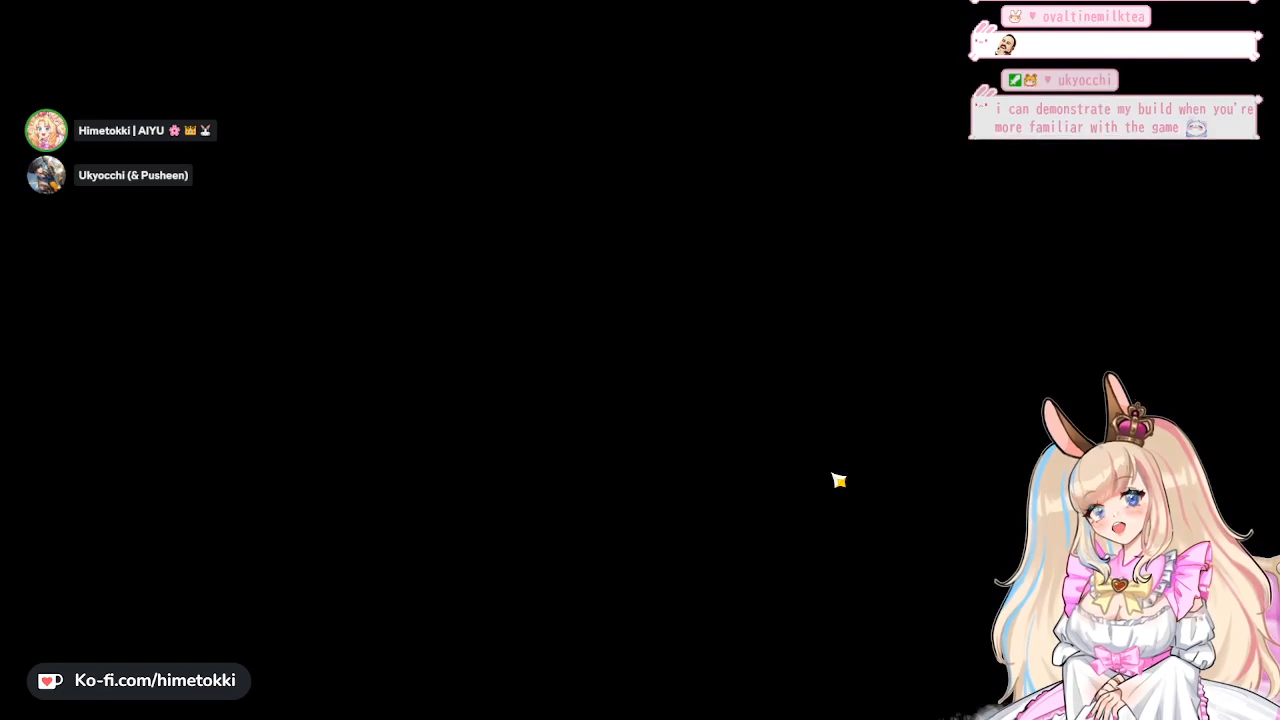 ovaltinemilktea
ukyocchi
i can demonstrate my build when you're
more familiar with the game
Himetokki | AIYU
Ukyocchi (& Pusheen)
Ko-fi.com/himetokki